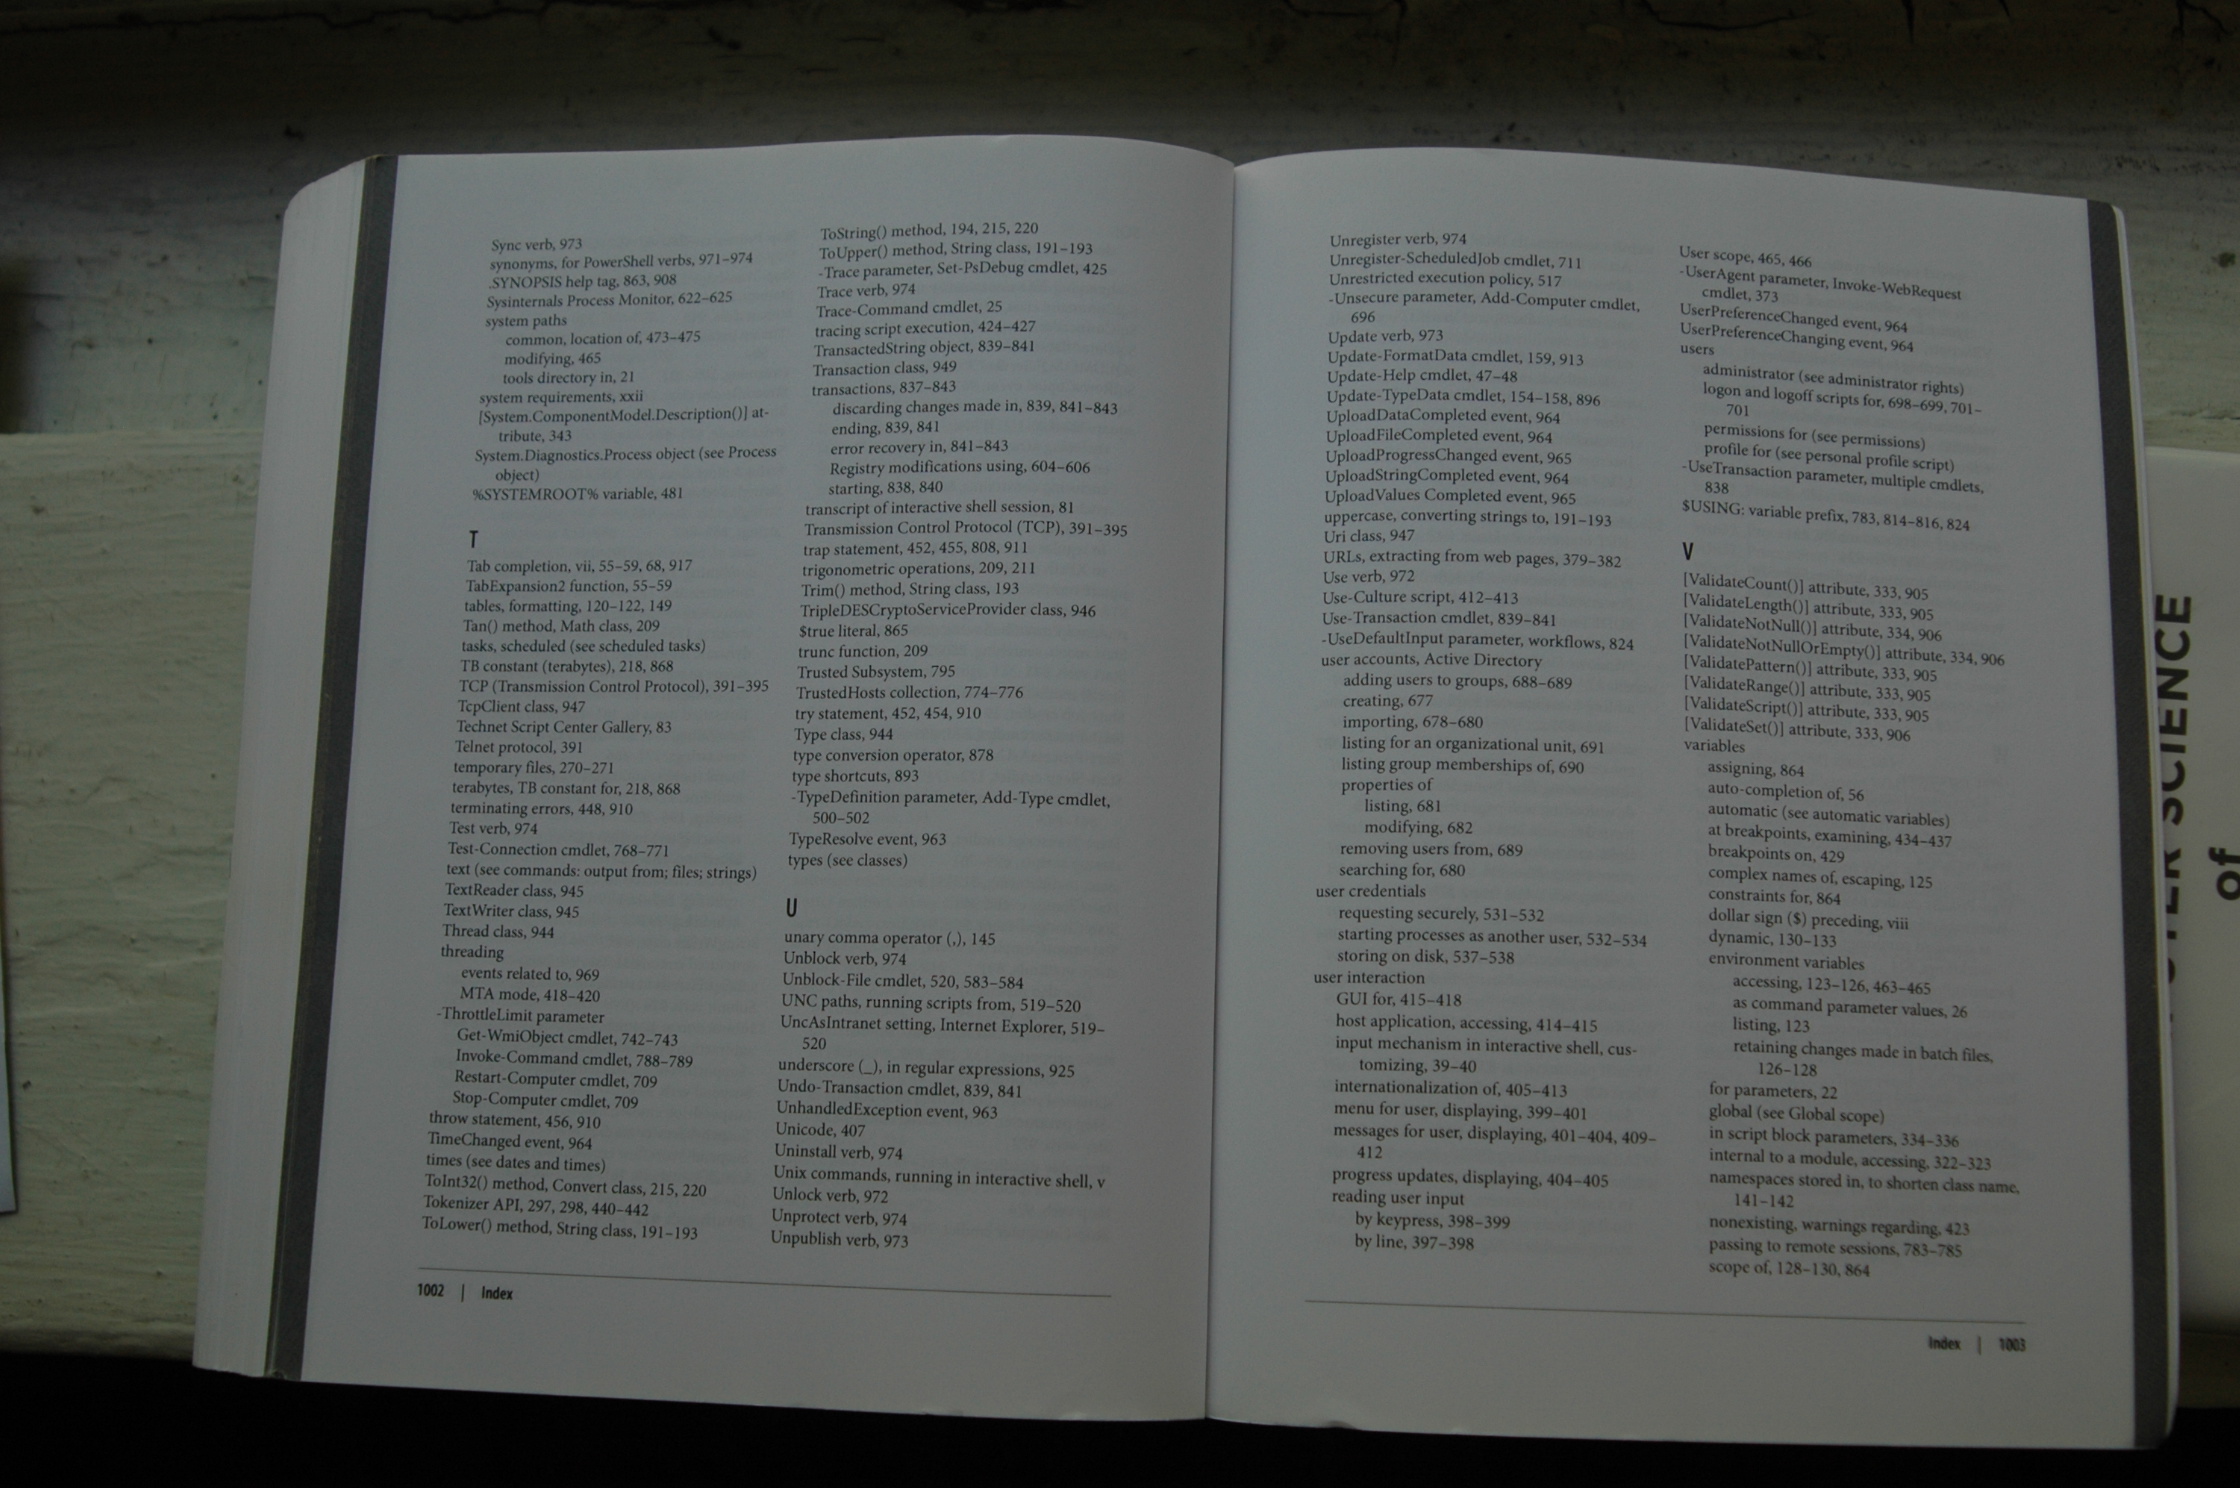 Sync verb, 973
synonyms, for PowerShell verbs, 971–974
.SYNOPSIS help tag, 863, 908
Sysinternals Process Monitor, 622–625
system paths
common, location of, 473–475
modifying, 465
tools directory in, 21
system requirements, xxii
[System.ComponentModel.Description()] at-
tribute, 343
System.Diagnostics.Process object (see Process
object)
%SYSTEMROOT% variable, 481
T
Tab completion, vii, 55–59, 68, 917
TabExpansion2 function, 55–59
tables, formatting, 120–122, 149
Tan() method, Math class, 209
tasks, scheduled (see scheduled tasks)
TB constant (terabytes), 218, 868
TCP (Transmission Control Protocol), 391–395
TcpClient class, 947
Technet Script Center Gallery, 83
Telnet protocol, 391
temporary files, 270–271
terabytes, TB constant for, 218, 868
terminating errors, 448, 910
Test verb, 974
Test-Connection cmdlet, 768–771
text (see commands: output from; files; strings)
TextReader class, 945
TextWriter class, 945
Thread class, 944
threading
events related to, 969
MTA mode, 418–420
-ThrottleLimit parameter
Get-WmiObject cmdlet, 742–743
Invoke-Command cmdlet, 788–789
Restart-Computer cmdlet, 709
Stop-Computer cmdlet, 709
throw statement, 456, 910
TimeChanged event, 964
times (see dates and times)
ToInt32() method, Convert class, 215, 220
Tokenizer API, 297, 298, 440–442
ToLower() method, String class, 191–193
ToString() method, 194, 215, 220
ToUpper() method, String class, 191–193
-Trace parameter, Set-PsDebug cmdlet, 425
Trace verb, 974
Trace-Command cmdlet, 25
tracing script execution, 424–427
TransactedString object, 839–841
Transaction class, 949
transactions, 837–843
discarding changes made in, 839, 841–843
ending, 839, 841
error recovery in, 841–843
Registry modifications using, 604–606
starting, 838, 840
transcript of interactive shell session, 81
Transmission Control Protocol (TCP), 391–395
trap statement, 452, 455, 808, 911
trigonometric operations, 209, 211
Trim() method, String class, 193
TripleDESCryptoServiceProvider class, 946
$true literal, 865
trunc function, 209
Trusted Subsystem, 795
TrustedHosts collection, 774–776
try statement, 452, 454, 910
Type class, 944
type conversion operator, 878
type shortcuts, 893
-TypeDefinition parameter, Add-Type cmdlet,
500–502
TypeResolve event, 963
types (see classes)
U
unary comma operator (,), 145
Unblock verb, 974
Unblock-File cmdlet, 520, 583–584
UNC paths, running scripts from, 519–520
UncAsIntranet setting, Internet Explorer, 519–
520
underscore (_), in regular expressions, 925
Undo-Transaction cmdlet, 839, 841
UnhandledException event, 963
Unicode, 407
Uninstall verb, 974
Unix commands, running in interactive shell, v
Unlock verb, 972
Unprotect verb, 974
Unpublish verb, 973
1002 | Index
Unregister verb, 974
Unregister-ScheduledJob cmdlet, 711
Unrestricted execution policy, 517
-Unsecure parameter, Add-Computer cmdlet,
696
Update verb, 973
Update-FormatData cmdlet, 159, 913
Update-Help cmdlet, 47–48
Update-TypeData cmdlet, 154–158, 896
UploadDataCompleted event, 964
UploadFileCompleted event, 964
UploadProgressChanged event, 965
UploadStringCompleted event, 964
UploadValues Completed event, 965
uppercase, converting strings to, 191–193
Uri class, 947
URLs, extracting from web pages, 379–382
Use verb, 972
Use-Culture script, 412–413
Use-Transaction cmdlet, 839–841
-UseDefaultInput parameter, workflows, 824
user accounts, Active Directory
adding users to groups, 688–689
creating, 677
importing, 678–680
listing for an organizational unit, 691
listing group memberships of, 690
properties of
listing, 681
modifying, 682
removing users from, 689
searching for, 680
user credentials
requesting securely, 531–532
starting processes as another user, 532–534
storing on disk, 537–538
user interaction
GUI for, 415–418
host application, accessing, 414–415
input mechanism in interactive shell, cus-
tomizing, 39–40
internationalization of, 405–413
menu for user, displaying, 399–401
messages for user, displaying, 401–404, 409–
412
progress updates, displaying, 404–405
reading user input
by keypress, 398–399
by line, 397–398
User scope, 465, 466
-UserAgent parameter, Invoke-WebRequest
cmdlet, 373
UserPreferenceChanged event, 964
UserPreferenceChanging event, 964
users
administrator (see administrator rights)
logon and logoff scripts for, 698–699, 701–
701
permissions for (see permissions)
profile for (see personal profile script)
-UseTransaction parameter, multiple cmdlets,
838
$USING: variable prefix, 783, 814–816, 824
V
[ValidateCount()] attribute, 333, 905
[ValidateLength()] attribute, 333, 905
[ValidateNotNull()] attribute, 334, 906
[ValidateNotNullOrEmpty()] attribute, 334, 906
[ValidatePattern()] attribute, 333, 905
[ValidateRange()] attribute, 333, 905
[ValidateScript()] attribute, 333, 905
[ValidateSet()] attribute, 333, 906
variables
assigning, 864
auto-completion of, 56
automatic (see automatic variables)
at breakpoints, examining, 434–437
breakpoints on, 429
complex names of, escaping, 125
constraints for, 864
dollar sign ($) preceding, viii
dynamic, 130–133
environment variables
accessing, 123–126, 463–465
as command parameter values, 26
listing, 123
retaining changes made in batch files,
126–128
for parameters, 22
global (see Global scope)
in script block parameters, 334–336
internal to a module, accessing, 322–323
namespaces stored in, to shorten class name,
141–142
nonexisting, warnings regarding, 423
passing to remote sessions, 783–785
scope of, 128–130, 864
Index | 1003
SCIENCE
of